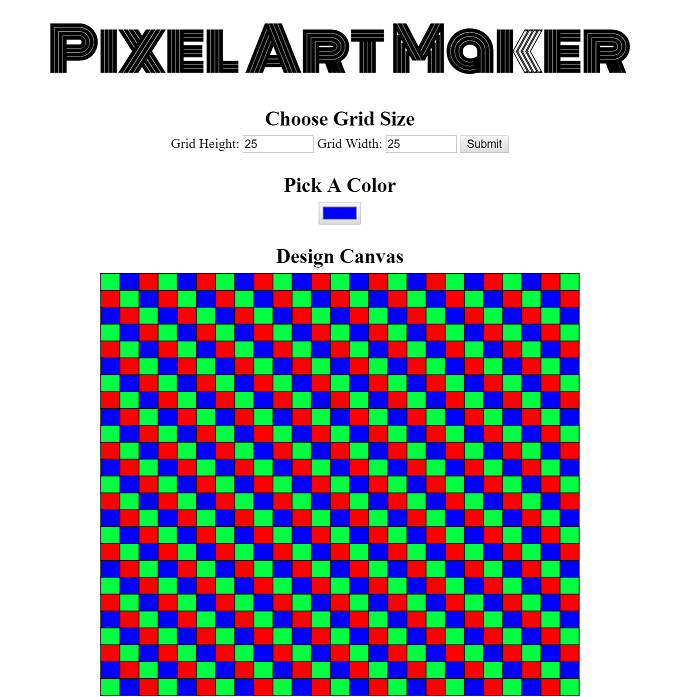 Pixel Art Maker
Choose Grid Size
Grid Height: 25 Grid Width: 25 Submit
Pick A Color
Design Canvas